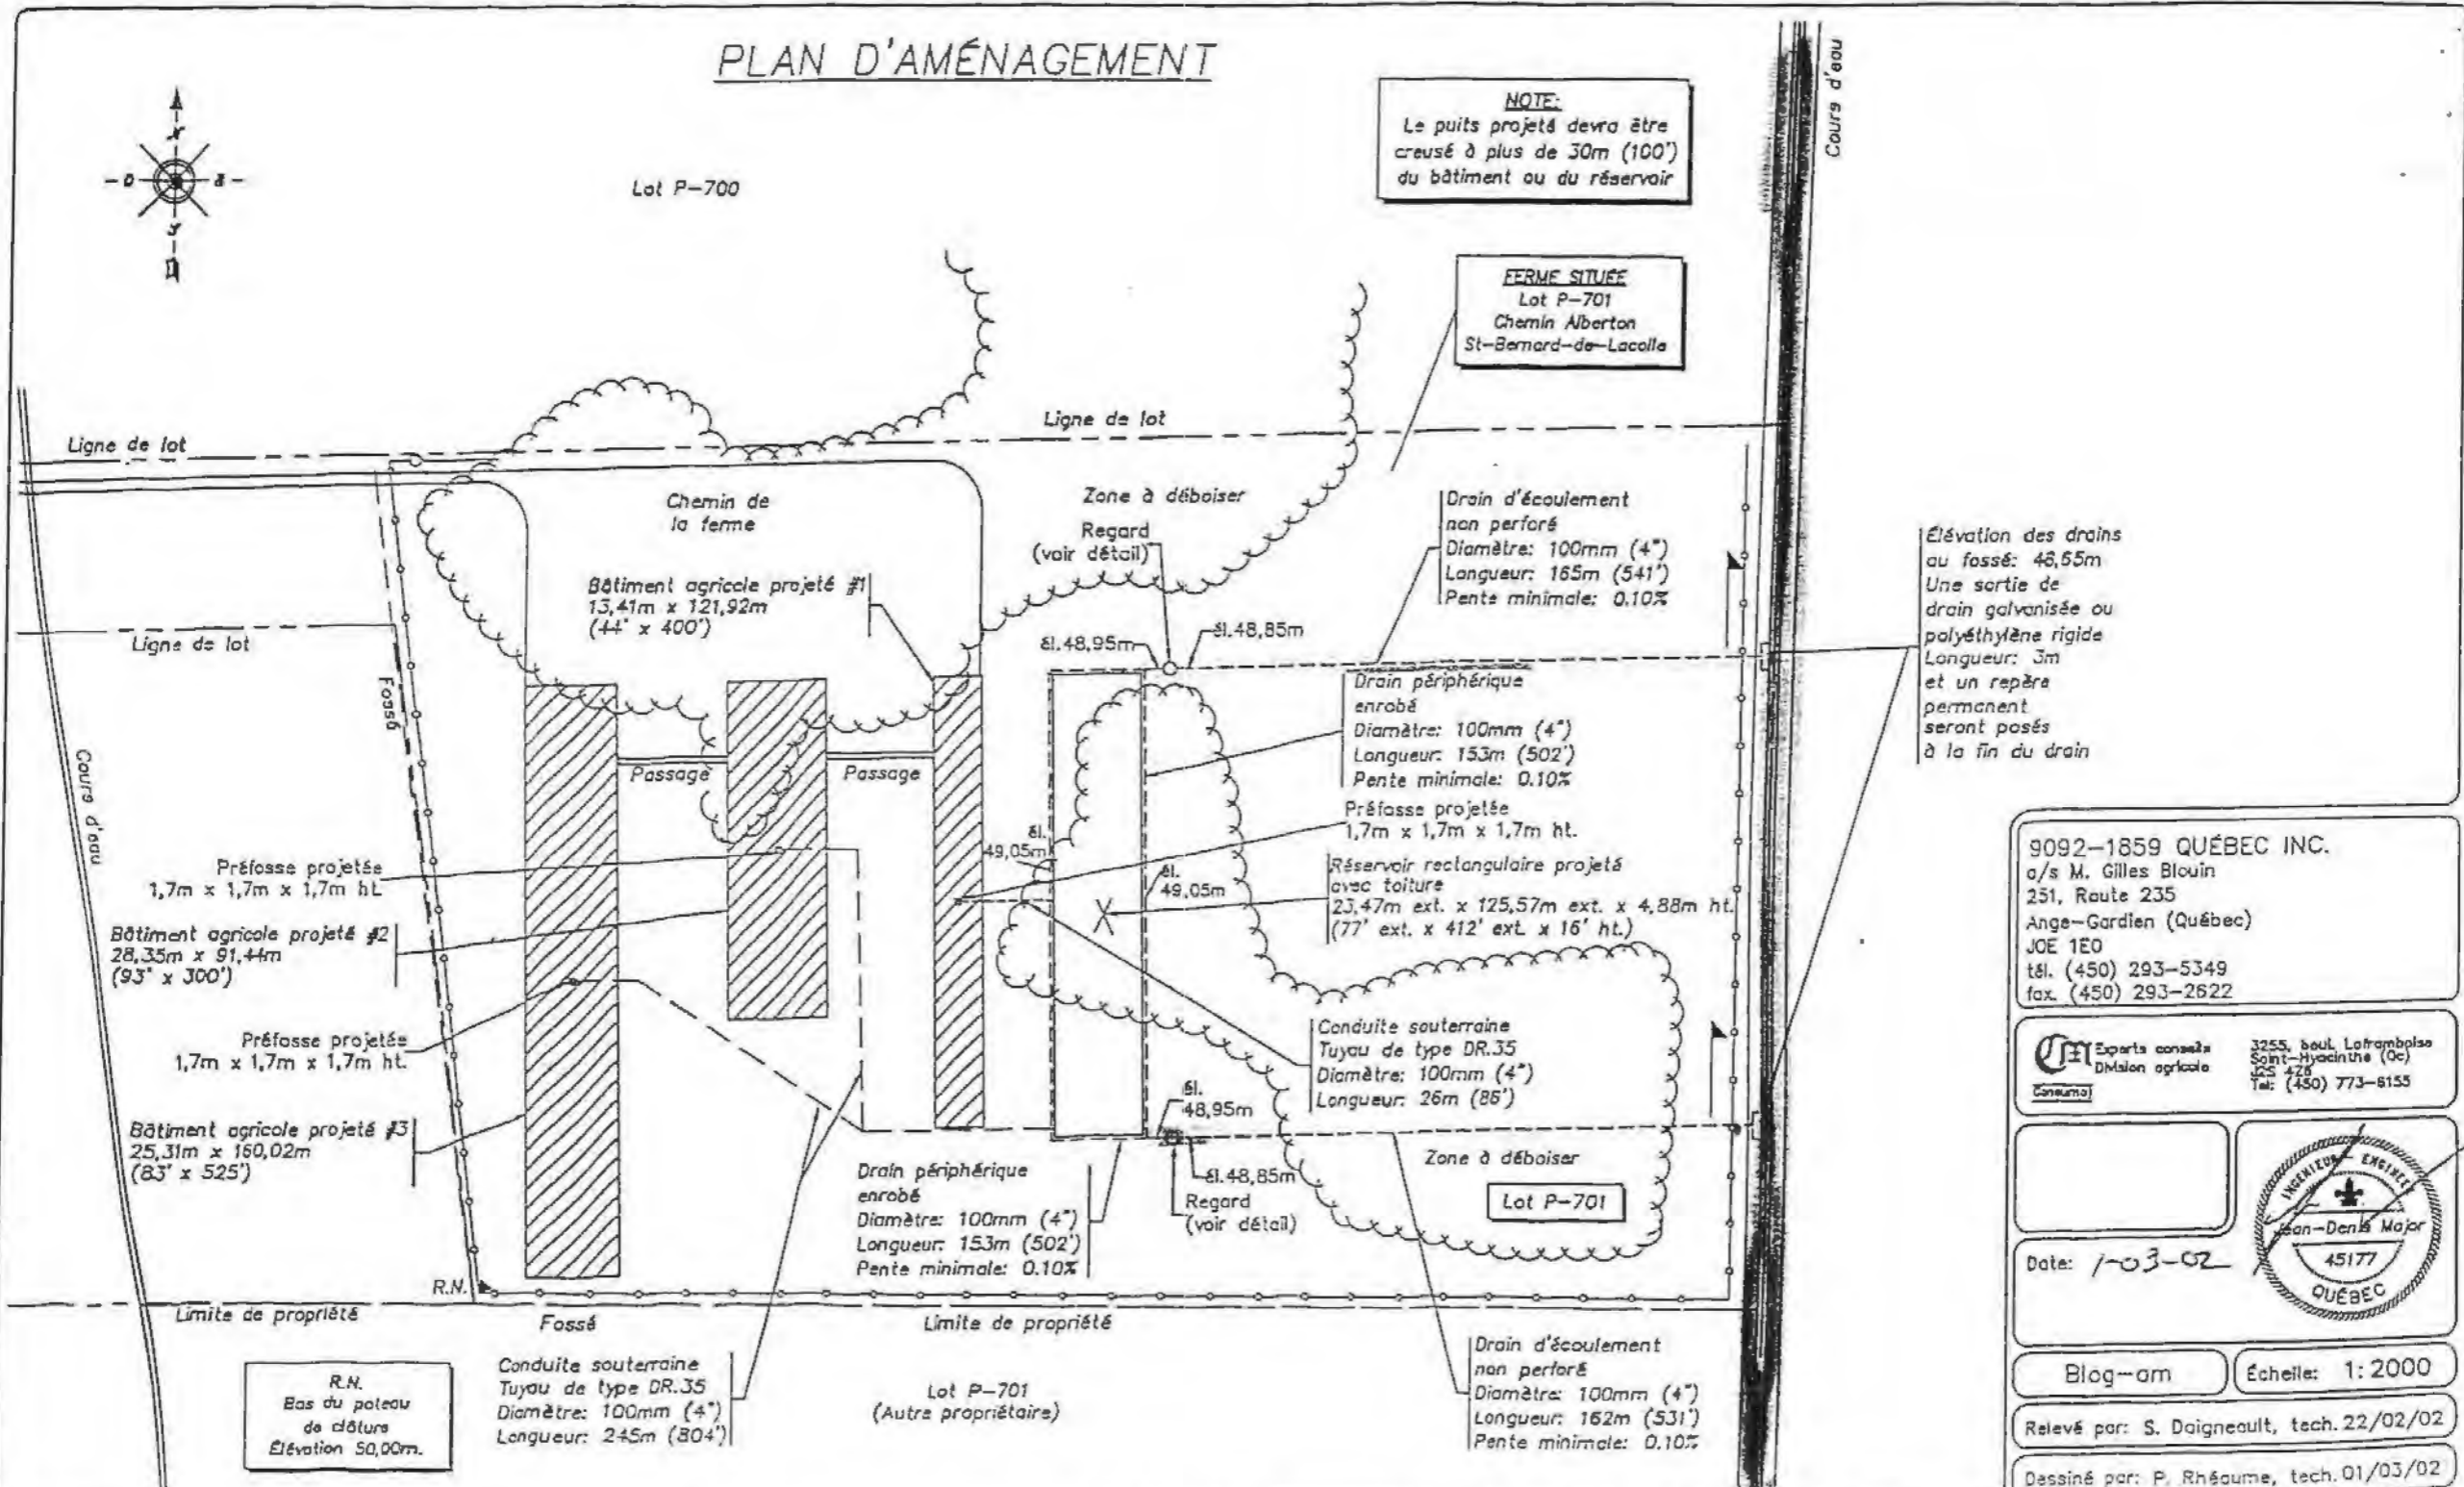 PLAN D'AMÉNAGEMENT
Cours d'eau
NOTE:
Le puits projeté devra être
creusé à plus de 30m (100')
du bâtiment ou du réservoir
N
O
S
Lot P-700
FERME SITUÉE
Lot P-701
Chemin Alberton
St-Bernard-de-Lacolle
Ligne de lot
Ligne de lot
Chemin de
la ferme
Zone à déboiser
Regard
(voir détail)
Drain d'écoulement
non perforé
Diamètre: 100mm (4")
Longueur: 165m (541')
Pente minimale: 0.10%
Élévation des drains
au fossé: 48,65m
Une sortie de
drain galvanisée ou
polyéthylène rigide
Longueur: 3m
et un repère
permanent
seront posés
à la fin du drain
Bâtiment agricole projeté #1
13,41m x 121,92m
(44' x 400')
él.48,95m
él.48,85m
Ligne de lot
Fossé
Cours d'eau
Drain périphérique
enrobé
Diamètre: 100mm (4")
Longueur: 153m (502')
Pente minimale: 0.10%
Passage
Passage
Préfosse projetée
1,7m x 1,7m x 1,7m ht.
él.
49,05m
él.
49,05m
Réservoir rectangulaire projeté
avec toiture
23,47m ext. x 125,57m ext. x 4,88m ht.
(77' ext. x 412' ext. x 16' ht.)
Préfosse projetée
1,7m x 1,7m x 1,7m ht.
Bâtiment agricole projeté #2
28,35m x 91,44m
(93' x 300')
Préfosse projetée
1,7m x 1,7m x 1,7m ht.
Bâtiment agricole projeté #3
25,31m x 160,02m
(83' x 525')
Conduite souterraine
Tuyau de type DR.35
Diamètre: 100mm (4")
Longueur: 26m (86')
él.
48,95m
él.48,85m
Regard
(voir détail)
Zone à déboiser
Lot P-701
Drain périphérique
enrobé
Diamètre: 100mm (4")
Longueur: 153m (502')
Pente minimale: 0.10%
R.N.
Limite de propriété
Fossé
Limite de propriété
R.N.
Bas du poteau
de clôture
Élévation 50,00m.
Conduite souterraine
Tuyau de type DR.35
Diamètre: 100mm (4")
Longueur: 245m (804')
Lot P-701
(Autre propriétaire)
Drain d'écoulement
non perforé
Diamètre: 100mm (4")
Longueur: 162m (531')
Pente minimale: 0.10%
9092-1859 QUÉBEC INC.
a/s M. Gilles Blouin
251, Route 235
Ange-Gardien (Québec)
JOE 1EO
tél. (450) 293-5349
fax. (450) 293-2622
Experts conseils
Division agricole
Consumaj
3255, boul. Laframboise
Saint-Hyacinthe (Qc)
J2S 4Z6
Tel: (450) 773-6155
INGENIEUR ENGINEER
Jean-Denis Major
45177
QUÉBEC
Date: 1-03-02
Blog-am
Échelle: 1:2000
Relevé par: S. Daigneault, tech. 22/02/02
Dessiné par: P. Rhéaume, tech. 01/03/02